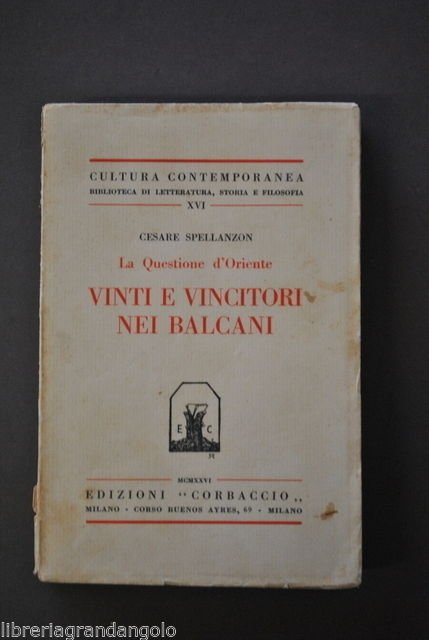 CULTURA CONTEMPORANEA
BIBLIOTECA DI LETTERATURA, STORIA E FILOSOFIA
XVI
CESARE SPELLANZON
La Questione d'Oriente
VINTI E VINCITORI
NEI BALCANI
E C
MCMXXVI
EDIZIONI "CORBACCIO„
MILANO - CORSO BUENOS AYRES, 69 - MILANO
libreriagrandangolo